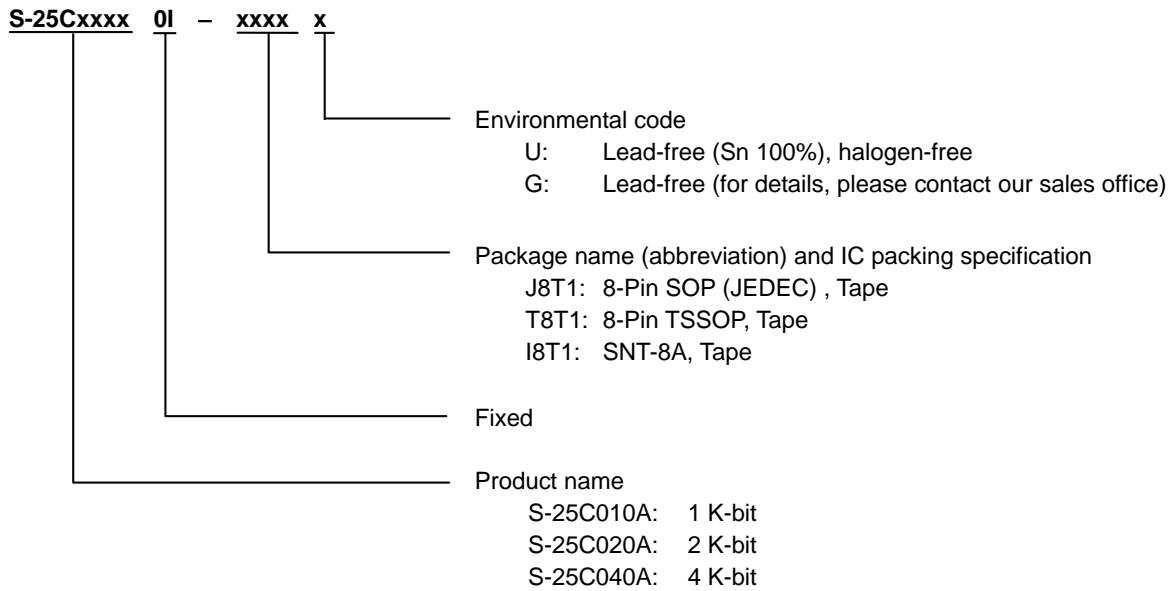 S-25Cxxxx 0I – xxxx x
Environmental code
U: Lead-free (Sn 100%), halogen-free
G: Lead-free (for details, please contact our sales office)
Package name (abbreviation) and IC packing specification
J8T1: 8-Pin SOP (JEDEC) , Tape
T8T1: 8-Pin TSSOP, Tape
I8T1: SNT-8A, Tape
Fixed
Product name
S-25C010A: 1 K-bit
S-25C020A: 2 K-bit
S-25C040A: 4 K-bit